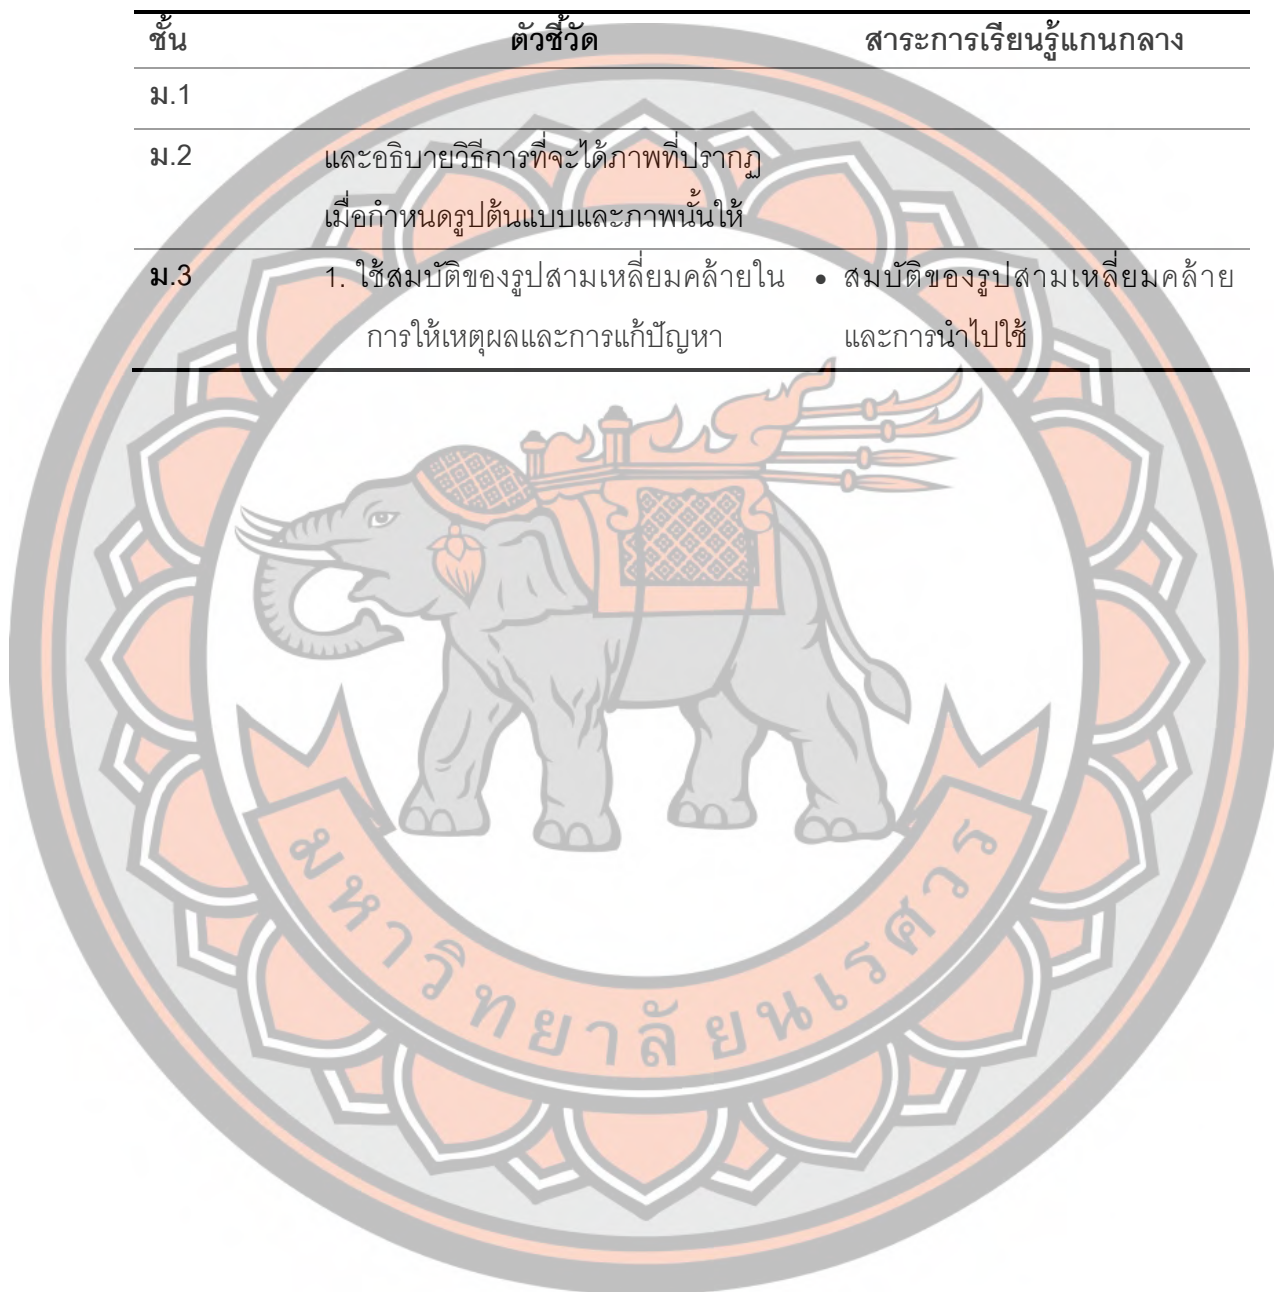 ชั้น ตัวชี้วัด สาระการเรียนรู้แกนกลาง
ม.1
ม.2 และอธิบายวิธีการที่จะได้ภาพที่ปรากฏ
เมื่อกำหนดรูปต้นแบบและภาพนั้นให้
ม.3 1. ใช้สมบัติของรูปสามเหลี่ยมคล้ายใน • สมบัติของรูปสามเหลี่ยมคล้าย
การให้เหตุผลและการแก้ปัญหา และการนำไปใช้
มหาวิทยาลัยนเรศวร